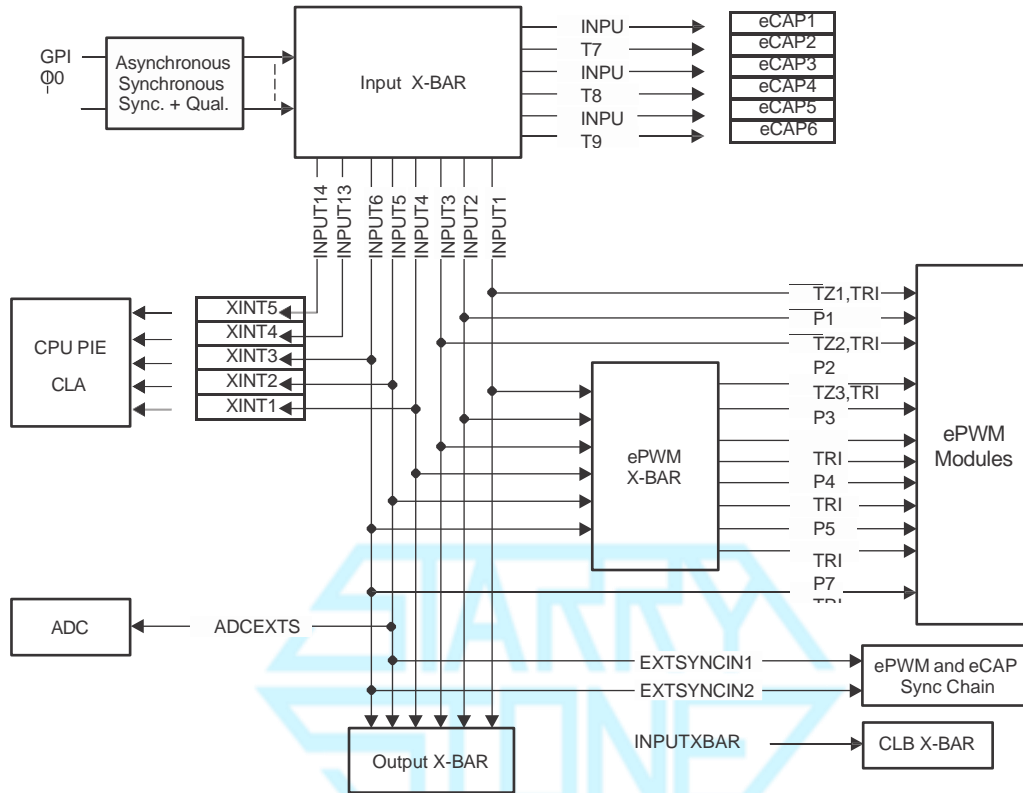 GPI
O0
Asynchronous
Synchronous
Sync. + Qual.
Input X-BAR
INPU
T7
INPU
T8
INPU
T9
eCAP1
eCAP2
eCAP3
eCAP4
eCAP5
eCAP6
INPUT14
INPUT13
INPUT6
INPUT5
INPUT4
INPUT3
INPUT2
INPUT1
CPU PIE
CLA
XINT5
XINT4
XINT3
XINT2
XINT1
ePWM
X-BAR
TZ1,TRI
P1
TZ2,TRI
P2
TZ3,TRI
P3
TRI
P4
TRI
P5
TRI
P7
TRI
ePWM
Modules
ADC
ADCEXTS
EXTSYNCIN1
EXTSYNCIN2
ePWM and eCAP
Sync Chain
Output X-BAR
INPUTXBAR
CLB X-BAR
STARRY
STONE